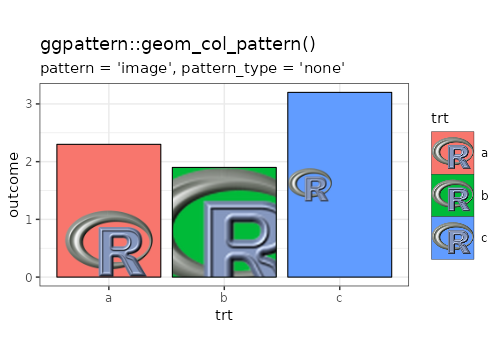 ggpattern::geom_col_pattern()
pattern = 'image', pattern_type = 'none'
3
2
1
0
outcome
a b c
trt
trt
a
b
c
R
R
R
R
R
R